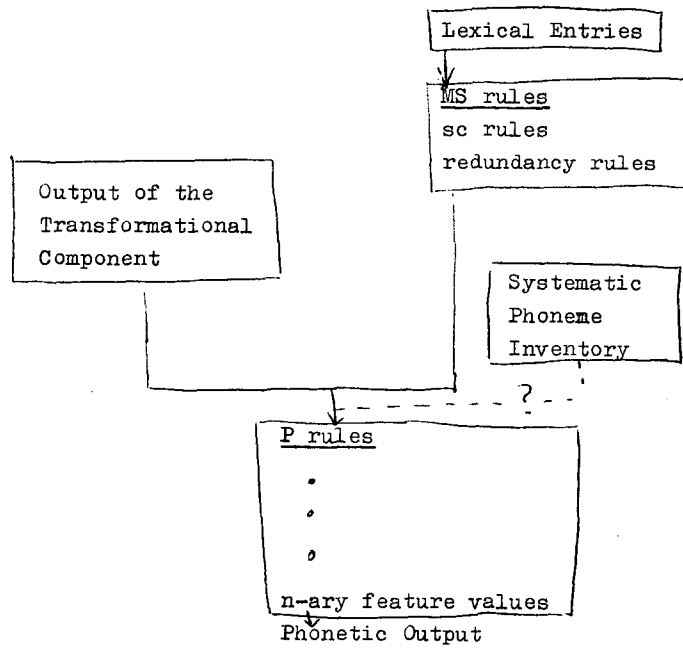 Lexical Entries
MS rules
sc rules
redundancy rules
Output of the
Transformational
Component
Systematic
Phoneme
Inventory
?
P rules
n-ary feature values
Phonetic Output